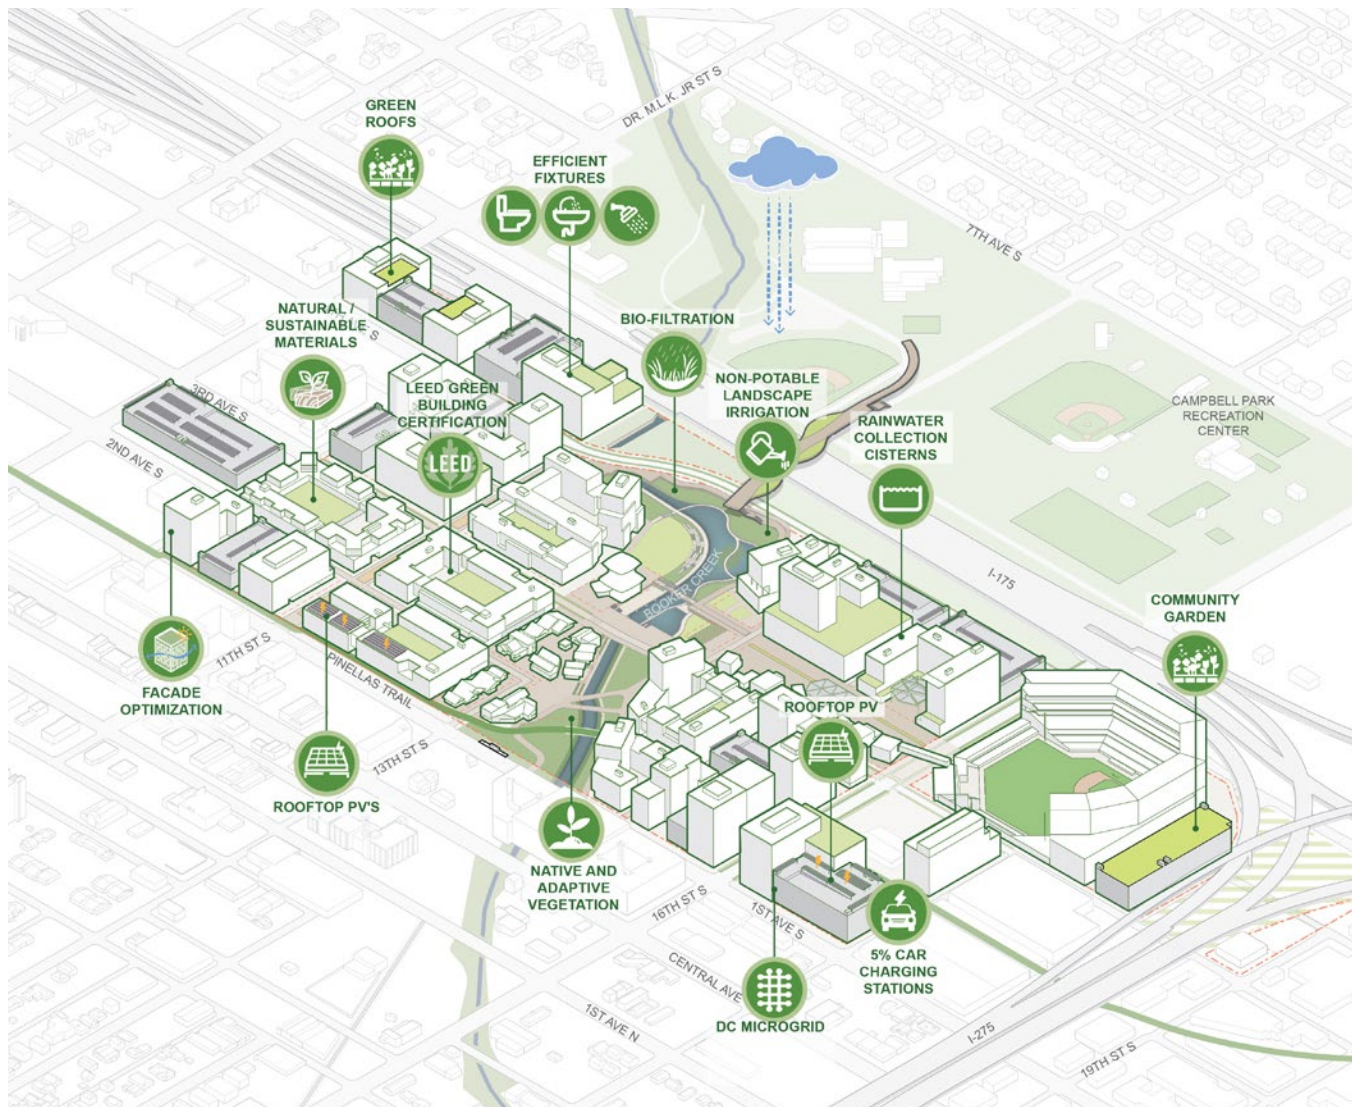 GREEN
ROOFS
DR. M.L.K. JR ST S
EFFICIENT
FIXTURES
7TH AVE S
NATURAL /
SUSTAINABLE
MATERIALS
S
BIO-FILTRATION
3RD AVE S
LEED GREEN
BUILDING
CERTIFICATION
LEED
NON-POTABLE
LANDSCAPE
IRRIGATION
RAINWATER
COLLECTION
CISTERNS
CAMPBELL PARK
RECREATION
CENTER
2ND AVE S
BOOKER CREEK
I-175
COMMUNITY
GARDEN
11TH ST S
PINELLAS TRAIL
FACADE
OPTIMIZATION
ROOFTOP PV
13TH ST S
ROOFTOP PV'S
NATIVE AND
ADAPTIVE
VEGETATION
16TH ST S
1ST AVE S
5% CAR
CHARGING
STATIONS
CENTRAL AVE
DC MICROGRID
1ST AVE N
I-275
19TH ST S